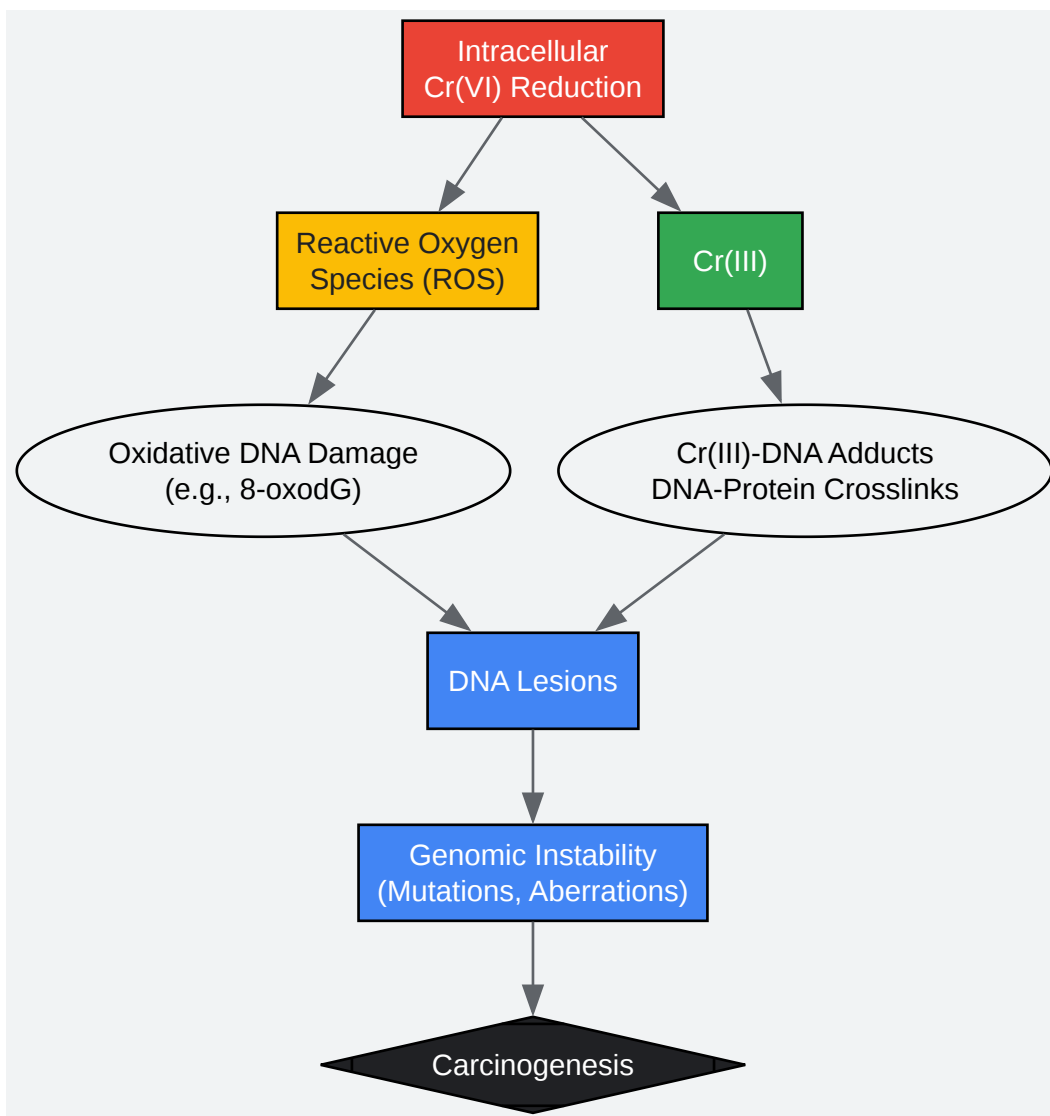 Intracellular
Cr(VI) Reduction
Reactive Oxygen
Species (ROS)
Cr(III)
Oxidative DNA Damage
(e.g., 8-oxodG)
Cr(III)-DNA Adducts
DNA-Protein Crosslinks
DNA Lesions
Genomic Instability
(Mutations, Aberrations)
Carcinogenesis